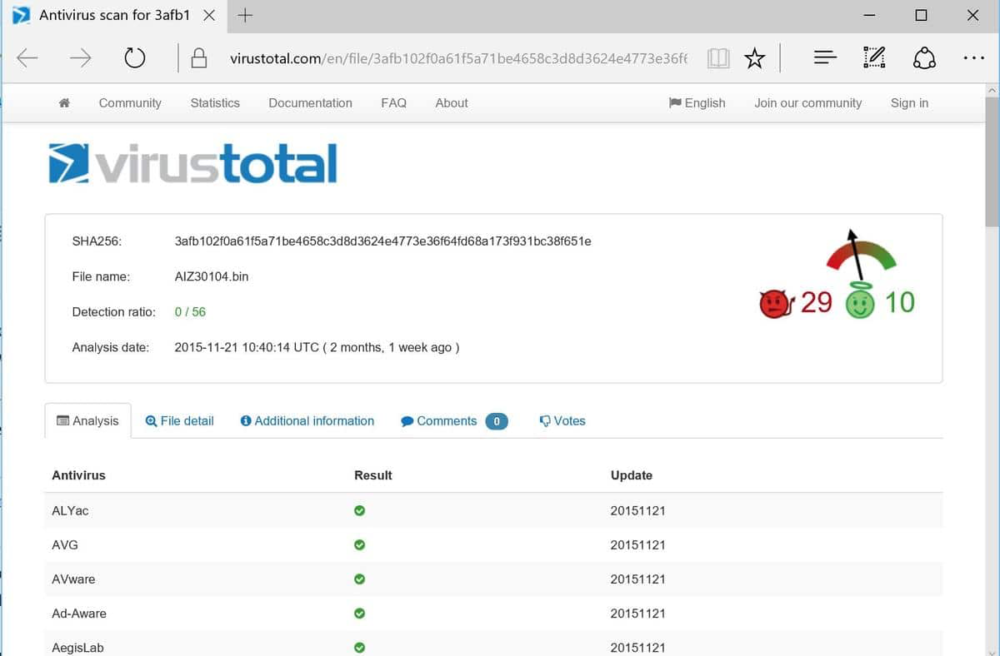 Antivirus scan for 3afb1
virustotal.com/en/file/3afb102f0a61f5a71be4658c3d8d3624e4773e36f6
Community Statistics Documentation FAQ About English Join our community Sign in
virustotal
SHA256: 3afb102f0a61f5a71be4658c3d8d3624e4773e36f64fd68a173f931bc38f651e
File name: AIZ30104.bin
Detection ratio: 0 / 56
29 10
Analysis date: 2015-11-21 10:40:14 UTC ( 2 months, 1 week ago )
Analysis File detail Additional information Comments 0 Votes
Antivirus Result Update
ALYac 20151121
AVG 20151121
AVware 20151121
Ad-Aware 20151121
AegisLab 20151121